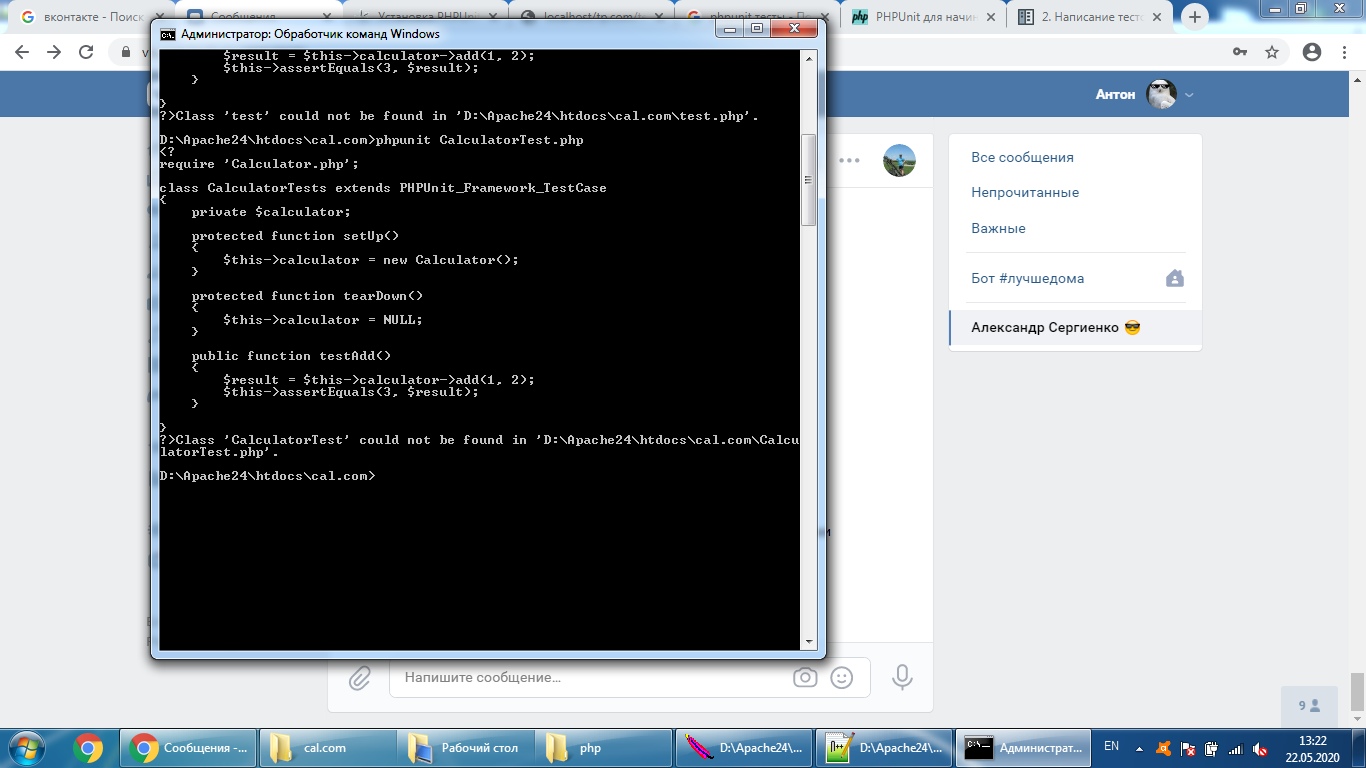 вконтакте - Поиск
Сообщения
Установка PHPUni
localhost/tp.com/t
phpunit тесты - П
PHPUnit для начин
2. Написание тесто
Администратор: Обработчик команд Windows
Антон
$result = $this->calculator->add(1, 2);
$this->assertEquals(3, $result);
}
}
?>Class 'test' could not be found in 'D:\Apache24\htdocs\cal.com\test.php'.
D:\Apache24\htdocs\cal.com>phpunit CalculatorTest.php
<?
require 'Calculator.php';
class CalculatorTests extends PHPUnit_Framework_TestCase
{
private $calculator;
protected function setUp()
{
$this->calculator = new Calculator();
}
protected function tearDown()
{
$this->calculator = NULL;
}
public function testAdd()
{
$result = $this->calculator->add(1, 2);
$this->assertEquals(3, $result);
}
}
?>Class 'CalculatorTest' could not be found in 'D:\Apache24\htdocs\cal.com\Calcu
latorTest.php'.
D:\Apache24\htdocs\cal.com>
Все сообщения
Непрочитанные
Важные
Бот #лучшедома
Александр Сергиенко
Напишите сообщение...
9
Сообщения -...
cal.com
Рабочий стол
php
D:\Apache24\...
D:\Apache24\...
Администрат...
EN
13:22
22.05.2020